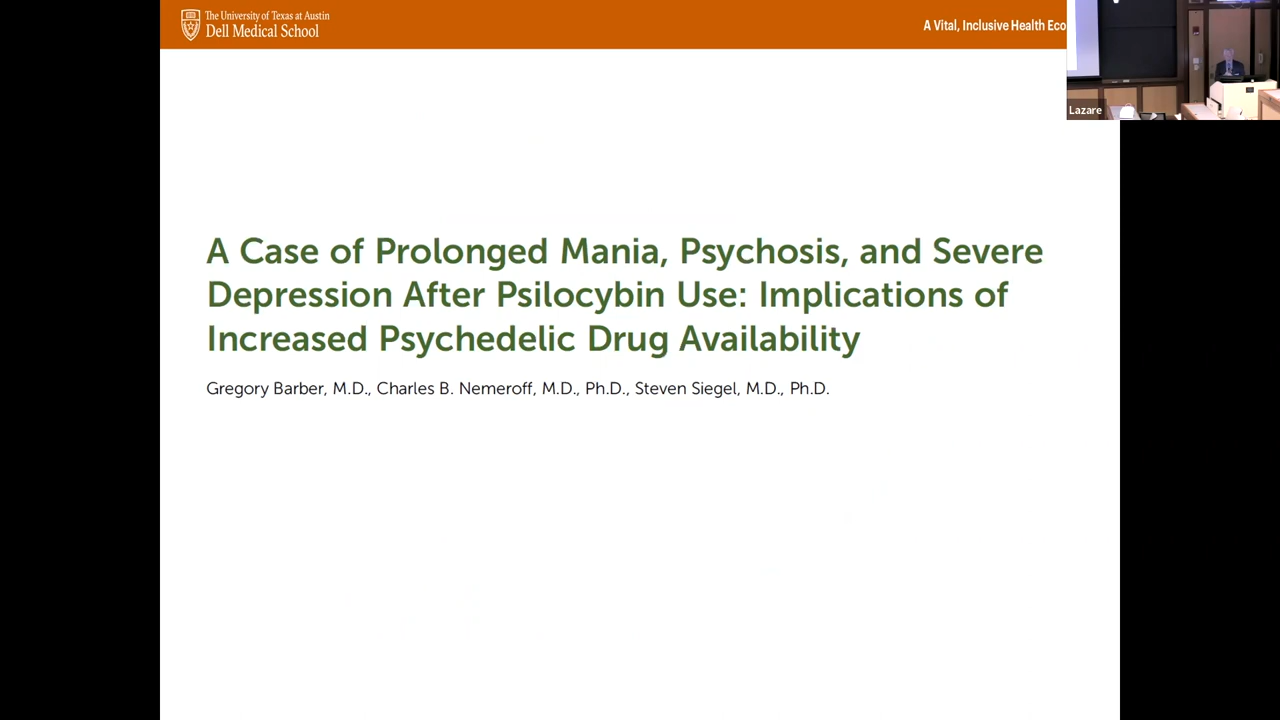 The University of Texas at Austin
Dell Medical School
A Vital, Inclusive Health Eco
Lazare
A Case of Prolonged Mania, Psychosis, and Severe
Depression After Psilocybin Use: Implications of
Increased Psychedelic Drug Availability
Gregory Barber, M.D., Charles B. Nemeroff, M.D., Ph.D., Steven Siegel, M.D., Ph.D.